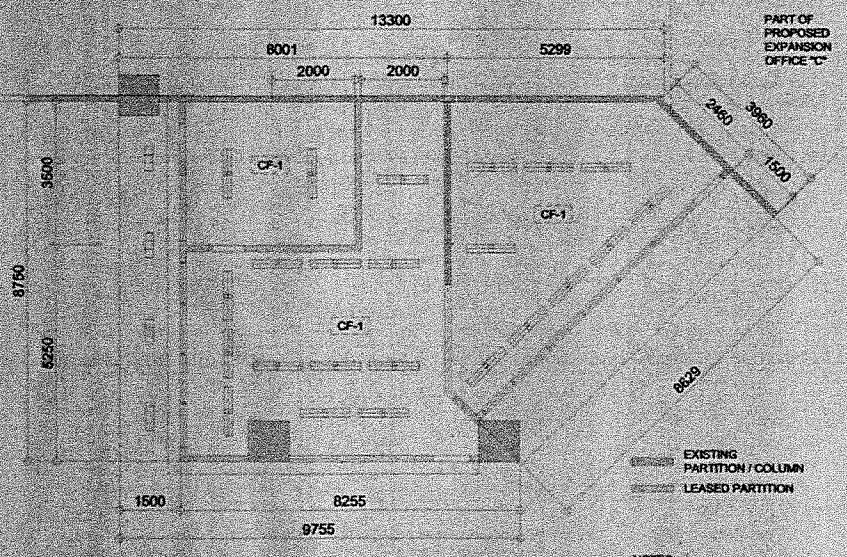 13300
PART OF
PROPOSED
EXPANSION
OFFICE "C"
8001
5299
2000
2000
2460
3960
1500
3500
CF-1
CF-1
8750
5250
CF-1
8829
EXISTING
PARTITION / COLUMN
LEASED PARTITION
1500
8255
9755